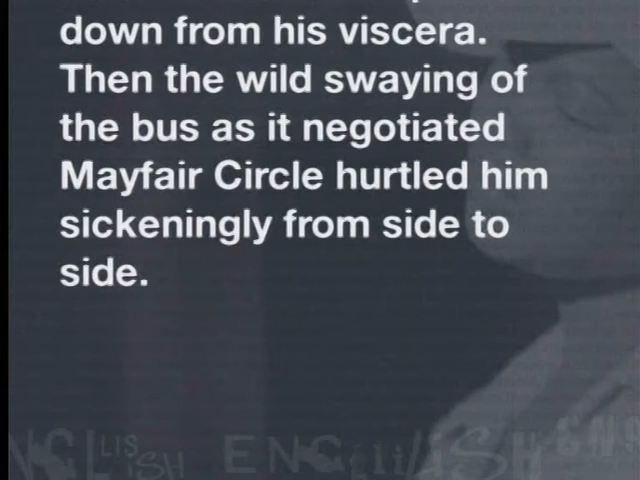 down from his viscera.
Then the wild swaying of
the bus as it negotiated
Mayfair Circle hurtled him
sickeningly from side to
side.
ENGLISH